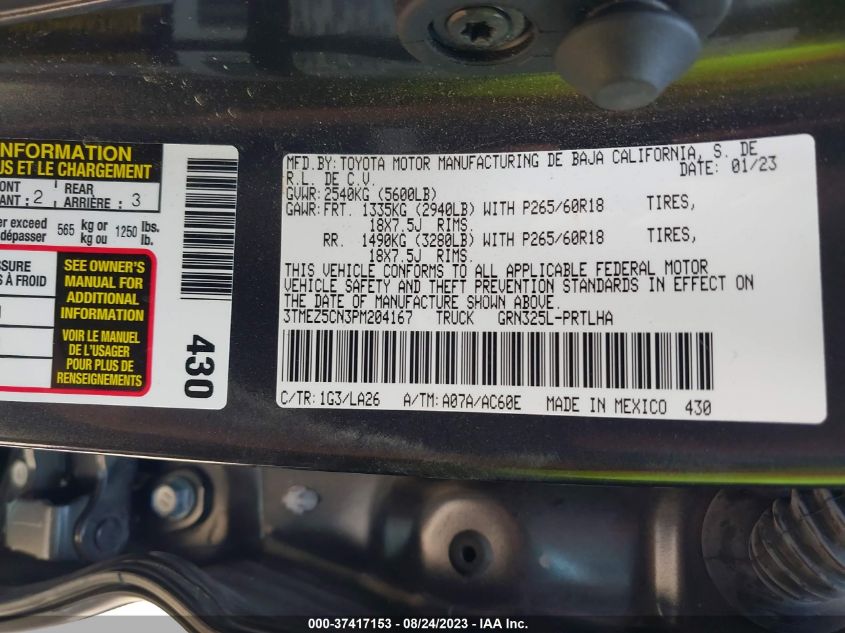 INFORMATION
US ET LE CHARGEMENT
ONT
ANT : 2 REAR
ARRIÈRE : 3
er exceed
dépasser 565 kg or
kg ou 1250 lbs.
lb.
SSURE
S À FROID
SEE OWNER'S
MANUAL FOR
ADDITIONAL
INFORMATION
VOIR LE MANUEL
DE L'USAGER
POUR PLUS DE
RENSEIGNEMENTS
430
MFD.BY: TOYOTA MOTOR MANUFACTURING DE BAJA CALIFORNIA, S. DE
R.L. DE C.V. DATE: 01/23
GVWR: 2540KG (5600LB)
GAWR: FRT. 1335KG (2940LB) WITH P265/60R18 TIRES,
18X7.5J RIMS.
RR. 1490KG (3280LB) WITH P265/60R18 TIRES,
18X7.5J RIMS.
THIS VEHICLE CONFORMS TO ALL APPLICABLE FEDERAL MOTOR
VEHICLE SAFETY AND THEFT PREVENTION STANDARDS IN EFFECT ON
THE DATE OF MANUFACTURE SHOWN ABOVE.
3TMEZ5CN3PM204167 TRUCK GRN325L-PRTLHA
C/TR: 1G3/LA26 A/TM: A07A/AC60E MADE IN MEXICO 430
000-37417153 - 08/24/2023 - IAA Inc.